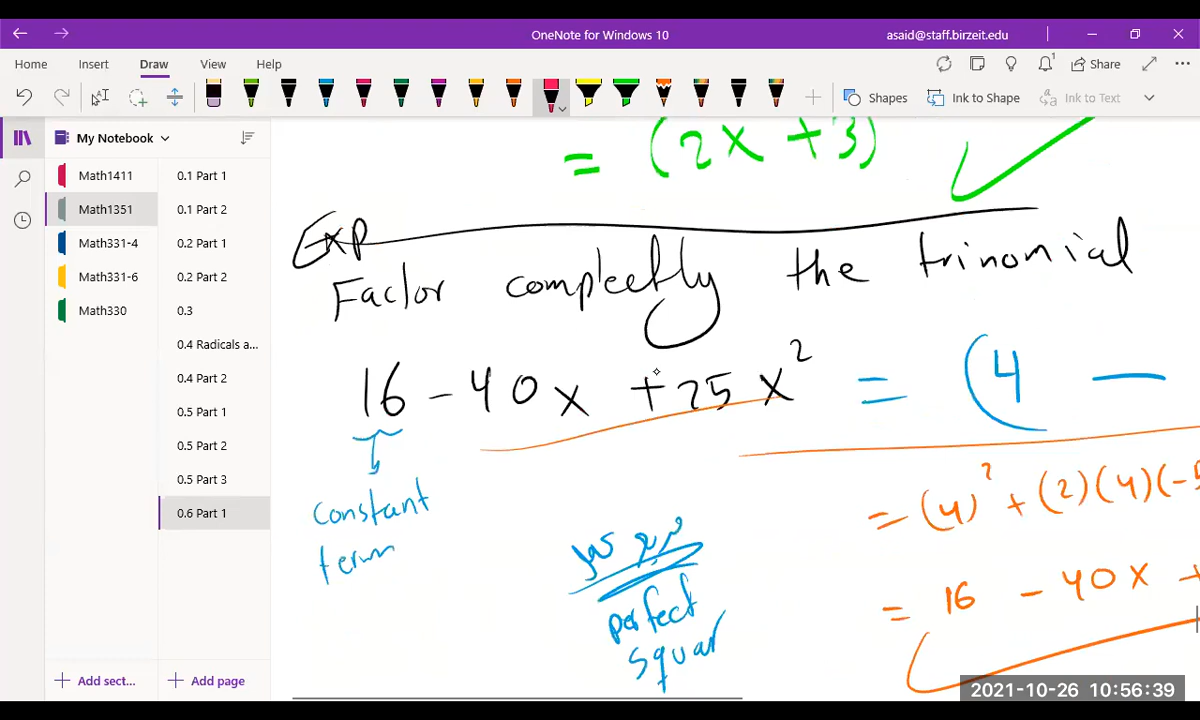 OneNote for Windows 10
asaid@staff.birzeit.edu
Home Insert Draw View Help
Share
Shapes
Ink to Shape
Ink to Text
My Notebook
Math1411
Math1351
Math331-4
Math331-6
Math330
0.1 Part 1
0.1 Part 2
0.2 Part 1
0.2 Part 2
0.3
0.4 Radicals a...
0.4 Part 2
0.5 Part 1
0.5 Part 2
0.5 Part 3
0.6 Part 1
Add sect...
Add page
= (2x + 3)
Exp
Factor compleetly the trinomial
16 - 40x + 25x² = (4 -
constant
term
= (4)² + (2)(4)(-5
perfect
squar
= 16 - 40x +
2021-10-26 10:56:39